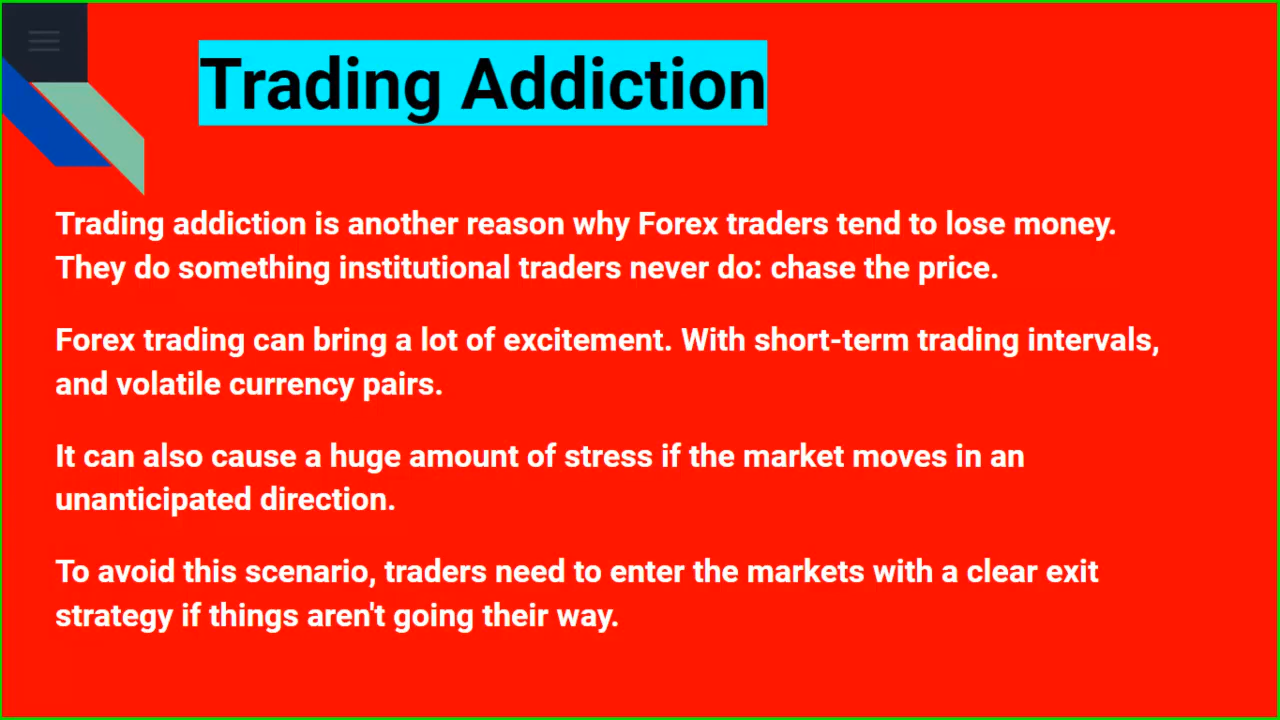 Trading Addiction
Trading addiction is another reason why Forex traders tend to lose money.
They do something institutional traders never do: chase the price.
Forex trading can bring a lot of excitement. With short-term trading intervals,
and volatile currency pairs.
It can also cause a huge amount of stress if the market moves in an
unanticipated direction.
To avoid this scenario, traders need to enter the markets with a clear exit
strategy if things aren't going their way.